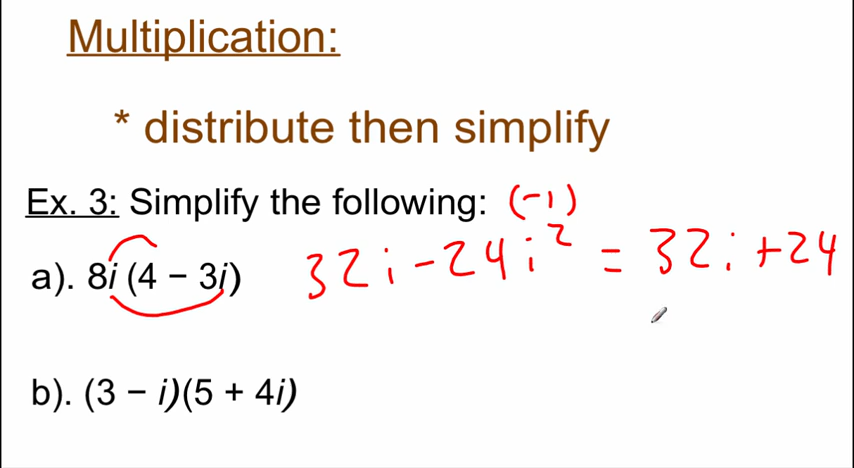 Multiplication:
* distribute then simplify
Ex. 3: Simplify the following: (-1)
a). 8i (4 − 3i) 32i - 24i² = 32i + 24
b). (3 − i)(5 + 4i)